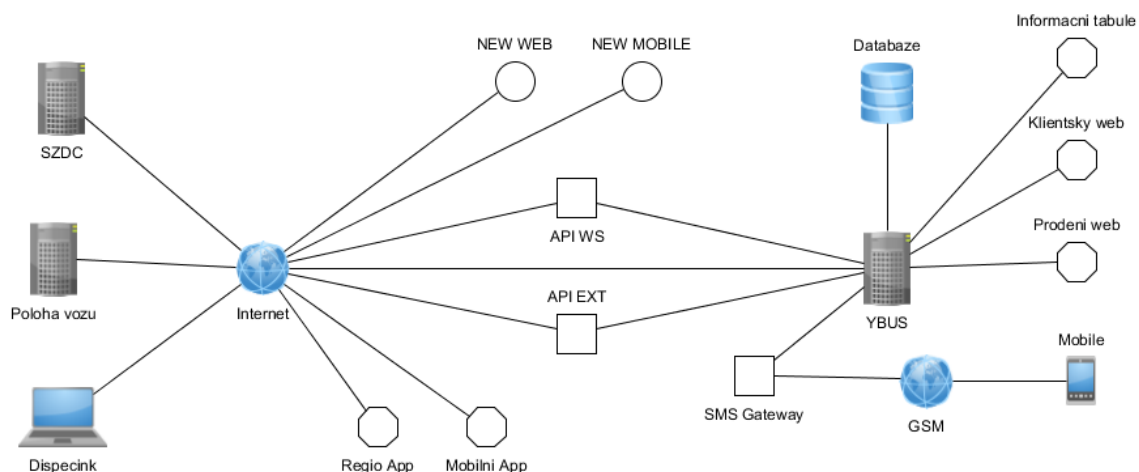 Informacni tabule
NEW WEB
NEW MOBILE
Databaze
Klientsky web
SZDC
API WS
Prodeni web
API EXT
Poloha vozu
Internet
YBUS
Mobile
SMS Gateway
GSM
Dispecink
Regio App
Mobilni App